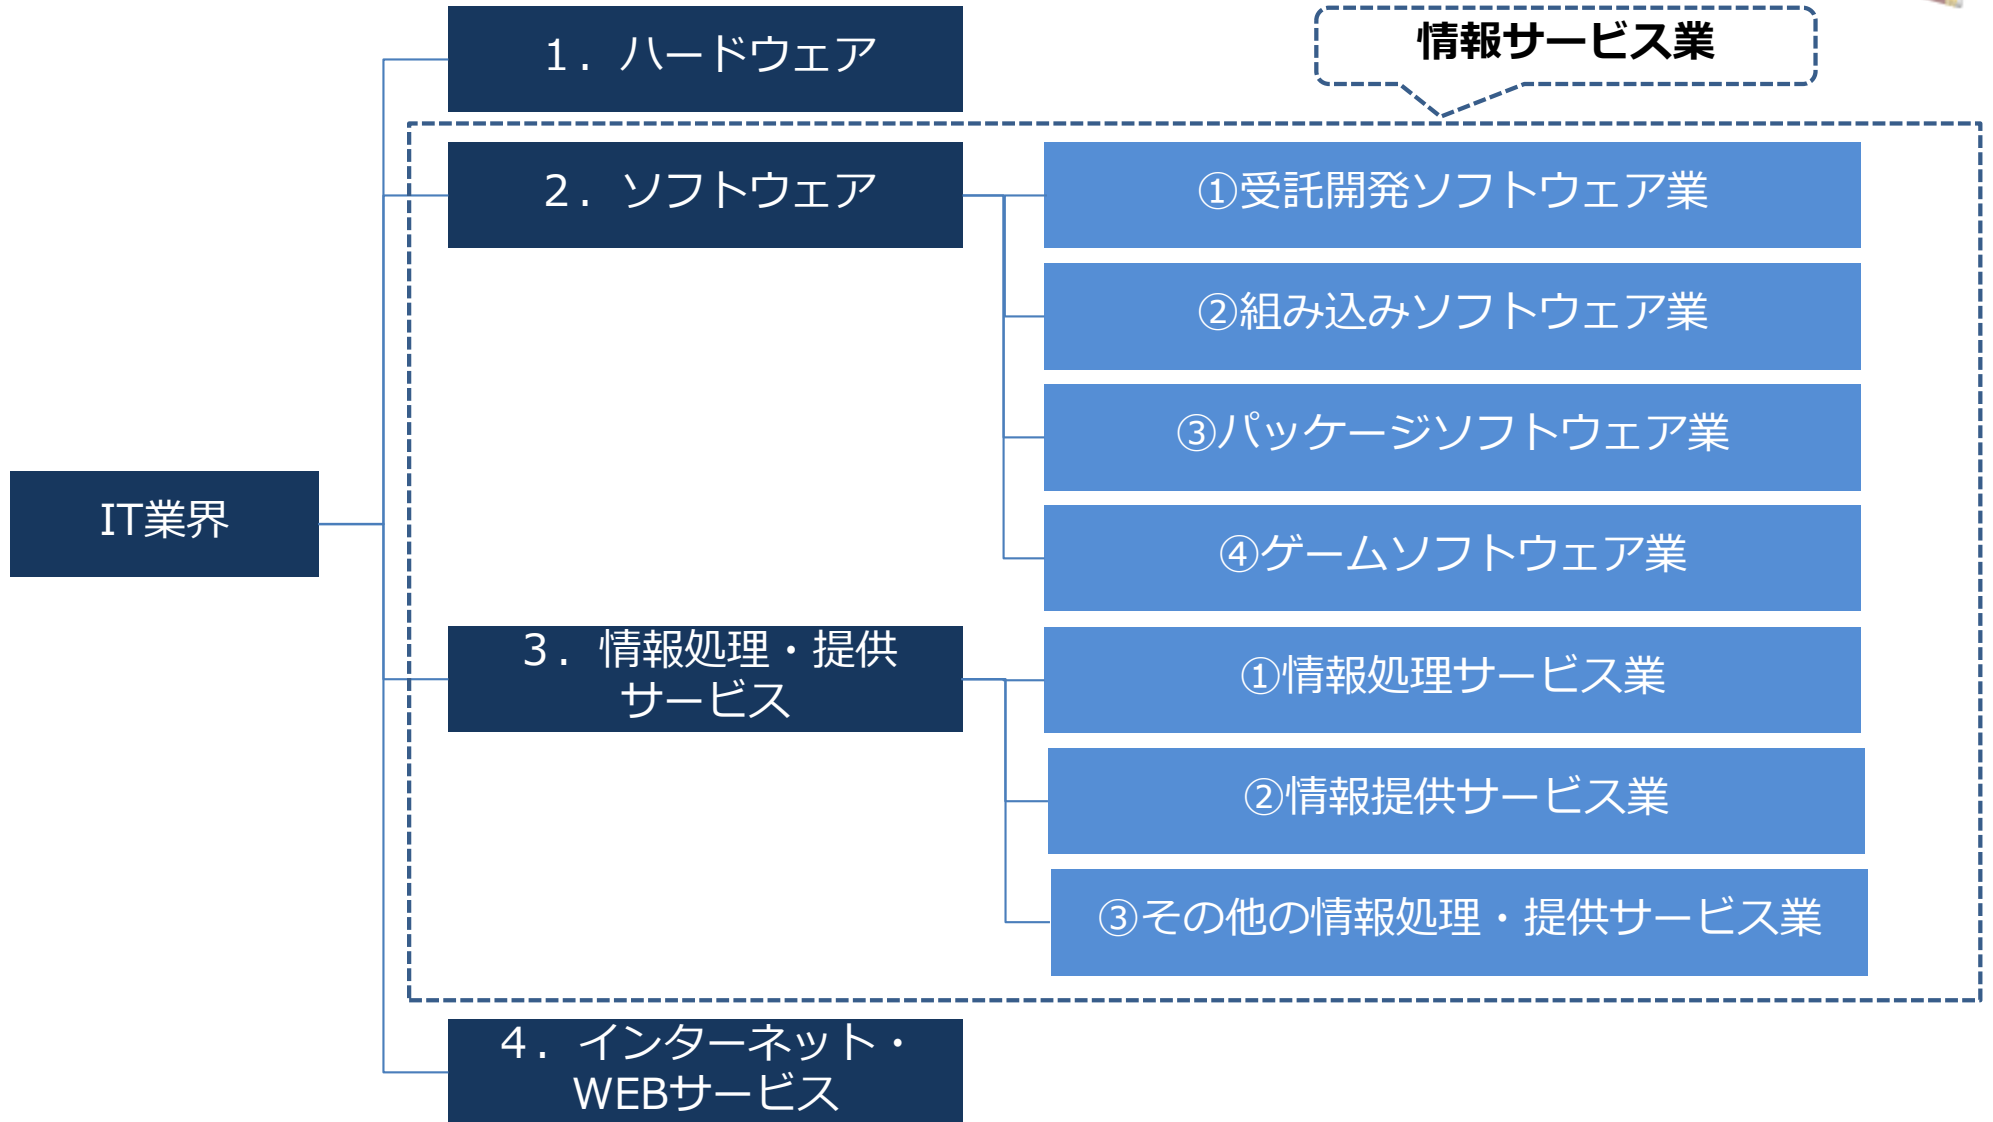 情報サービス業
IT業界
１．ハードウェア
２．ソフトウェア
①受託開発ソフトウェア業
②組み込みソフトウェア業
③パッケージソフトウェア業
④ゲームソフトウェア業
３．情報処理・提供
サービス
①情報処理サービス業
②情報提供サービス業
③その他の情報処理・提供サービス業
４．インターネット・
WEBサービス